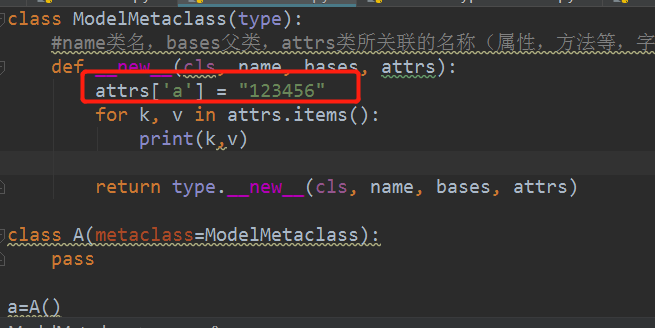 class ModelMetaclass(type):
    #name类名，bases父类，attrs类所关联的名称（属性，方法等，字
    def __new__(cls, name, bases, attrs):
        attrs['a'] = "123456"
        for k, v in attrs.items():
            print(k,v)
        return type.__new__(cls, name, bases, attrs)
class A(metaclass=ModelMetaclass):
    pass
a=A()